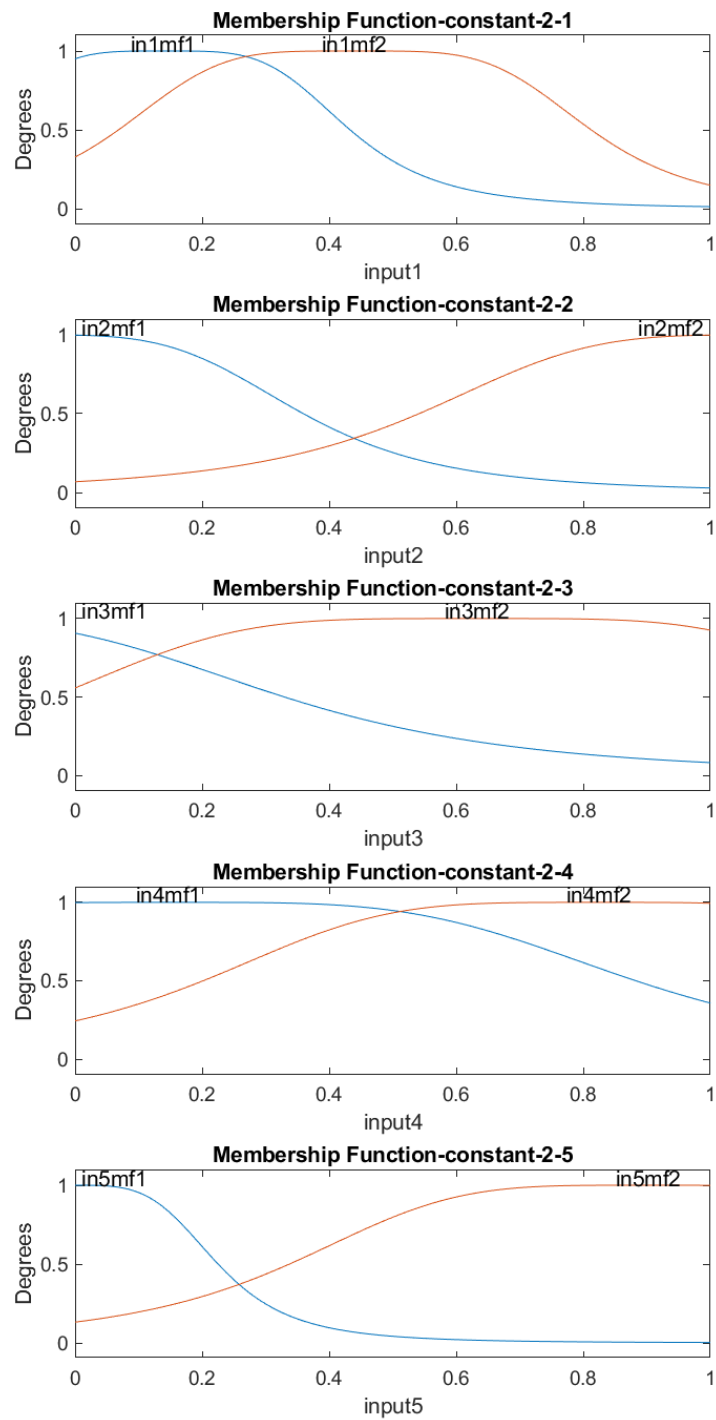 Membership Function-constant-2-1
in1mf1 in1mf2
1
0.5
0
Degrees
0 0.2 0.4 0.6 0.8 1
input1
Membership Function-constant-2-2
in2mf1 in2mf2
1
0.5
0
Degrees
0 0.2 0.4 0.6 0.8 1
input2
Membership Function-constant-2-3
in3mf1 in3mf2
1
0.5
0
Degrees
0 0.2 0.4 0.6 0.8 1
input3
Membership Function-constant-2-4
in4mf1 in4mf2
1
0.5
0
Degrees
0 0.2 0.4 0.6 0.8 1
input4
Membership Function-constant-2-5
in5mf1 in5mf2
1
0.5
0
Degrees
0 0.2 0.4 0.6 0.8 1
input5